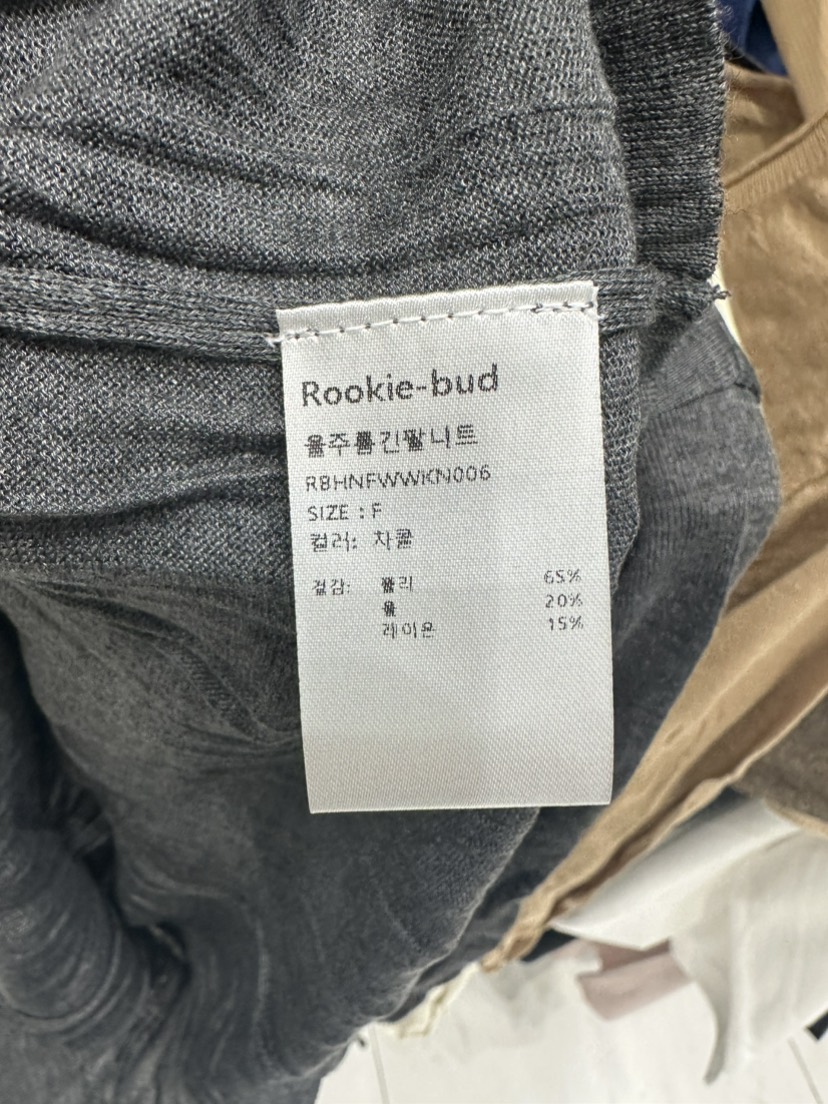 Rookie-bud
울주름긴팔니트
RBHNFWWKN006
SIZE : F
컬러: 차콜
겉감: 폴리 65%
울 20%
레이온 15%